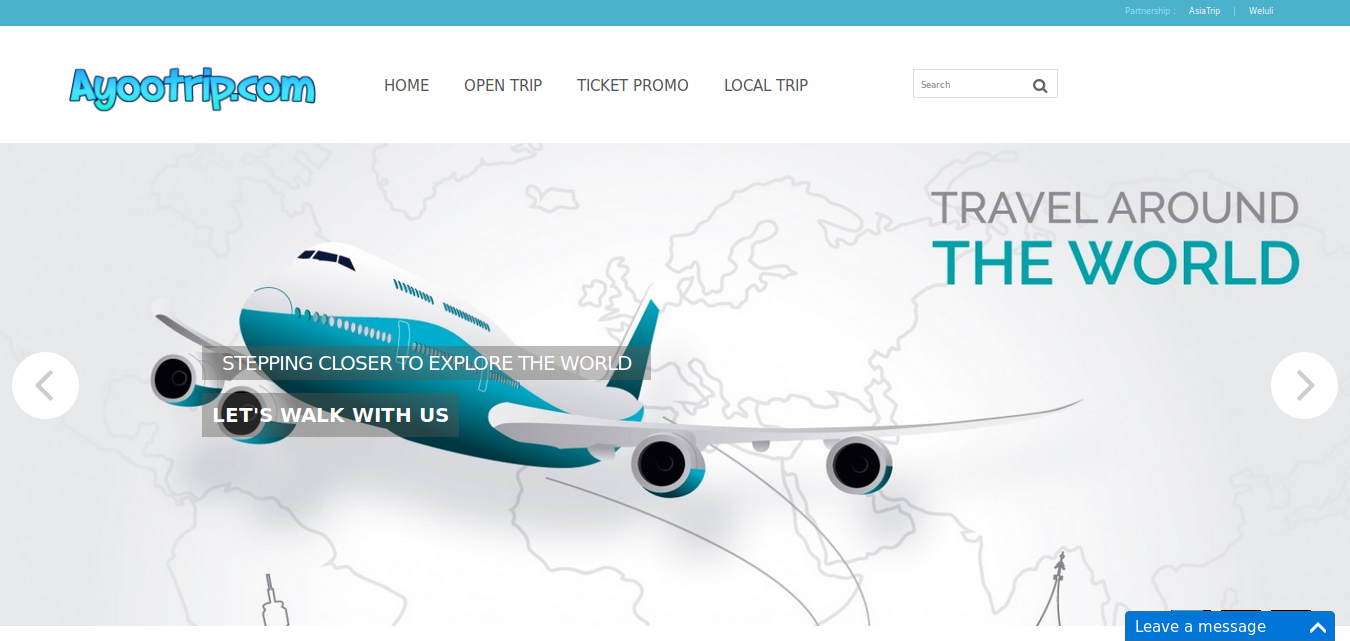 Partnership : AsiaTrip | Weluli
Ayootrip.com
HOME OPEN TRIP TICKET PROMO LOCAL TRIP
Search
TRAVEL AROUND
THE WORLD
STEPPING CLOSER TO EXPLORE THE WORLD
LET'S WALK WITH US
Leave a message